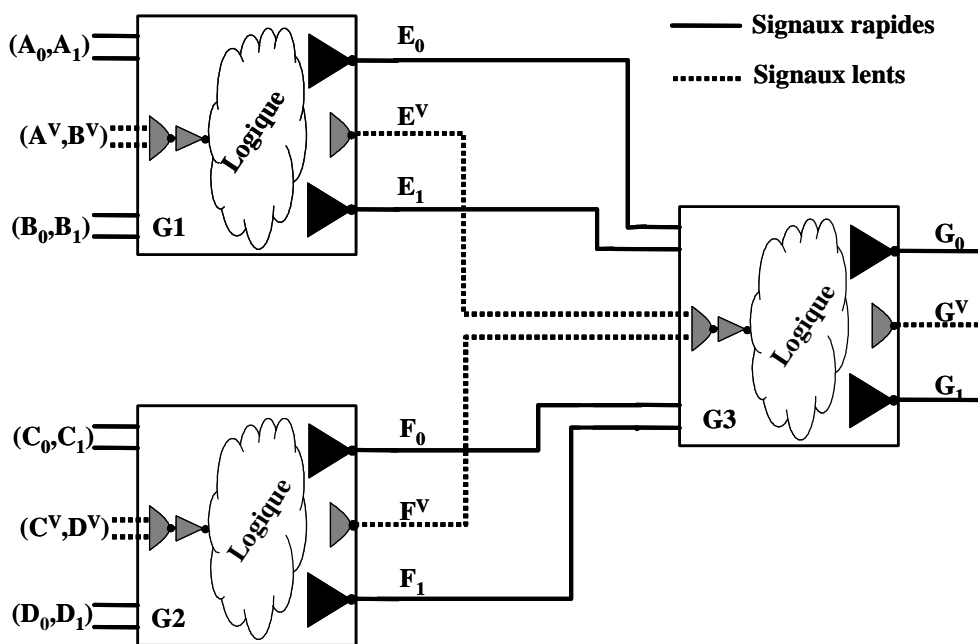 Signaux rapides
Signaux lents
(A0,A1)
(AV,BV)
(B0,B1)
Logique
G1
E0
EV
E1
(C0,C1)
(CV,DV)
(D0,D1)
Logique
G2
F0
FV
F1
Logique
G3
G0
GV
G1